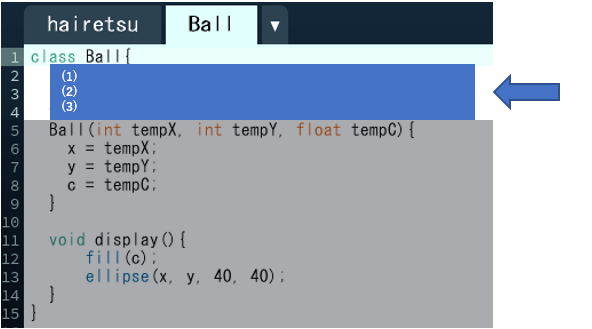 hairetsu Ball ▼
1 class Ball{
2 (1)
3 (2)
4 (3)
5 Ball(int tempX, int tempY, float tempC){
6 x = tempX;
7 y = tempY;
8 c = tempC;
9 }
10
11 void display(){
12 fill(c);
13 ellipse(x, y, 40, 40);
14 }
15 }